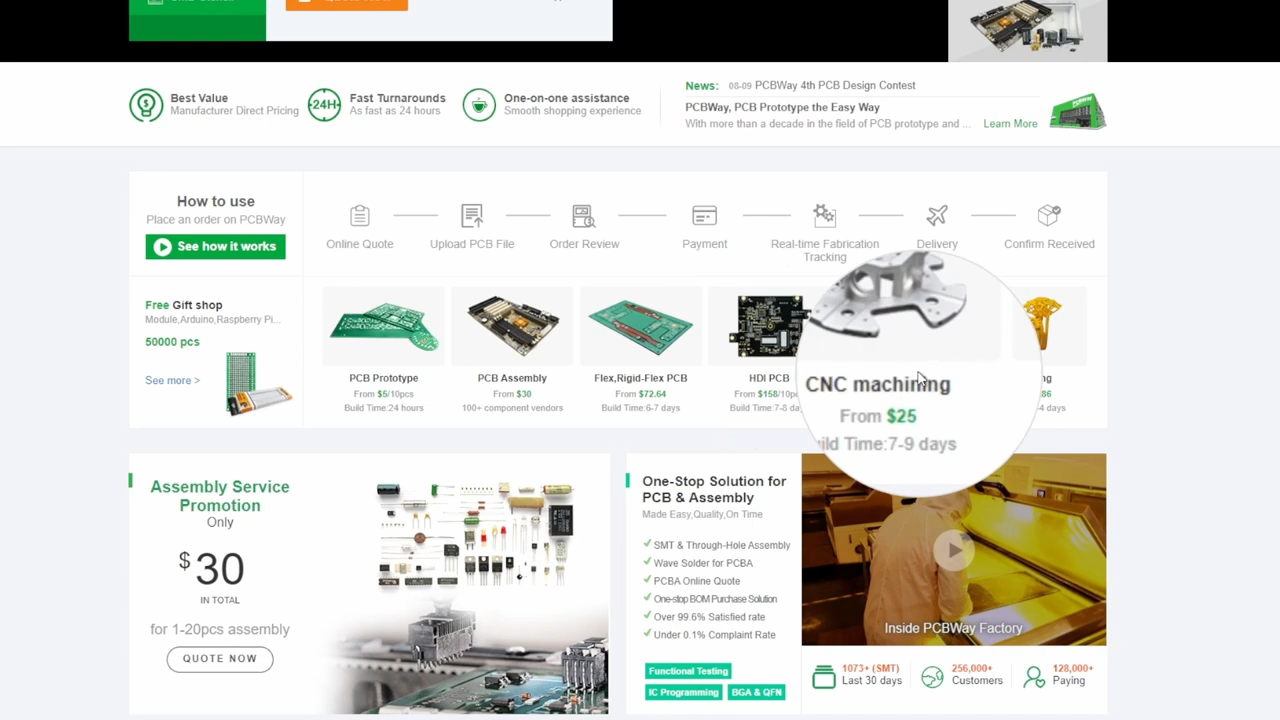 Best Value
Manufacturer Direct Pricing
24H
Fast Turnarounds
As fast as 24 hours
One-on-one assistance
Smooth shopping experience
News: 08-09 PCBWay 4th PCB Design Contest
PCBWay, PCB Prototype the Easy Way
With more than a decade in the field of PCB prototype and ... Learn More
How to use
Place an order on PCBWay
See how it works
Online Quote
Upload PCB File
Order Review
Payment
Real-time Fabrication
Tracking
Delivery
Confirm Received
Free Gift shop
Module,Arduino,Raspberry Pi...
50000 pcs
See more >
PCB Prototype
From $5/10pcs
Build Time:24 hours
PCB Assembly
From $30
100+ component vendors
Flex,Rigid-Flex PCB
From $72.64
Build Time:6-7 days
HDI PCB
From $158/10p
Build Time:7-8 da
CNC machining
From $25
ild Time:7-9 days
ng
86
-4 days
Assembly Service
Promotion
Only
$30
IN TOTAL
for 1-20pcs assembly
QUOTE NOW
One-Stop Solution for
PCB & Assembly
Made Easy,Quality,On Time
SMT & Through-Hole Assembly
Wave Solder for PCBA
PCBA Online Quote
One-stop BOM Purchase Solution
Over 99.6% Satisfied rate
Under 0.1% Complaint Rate
Functional Testing
IC Programming
BGA & QFN
Inside PCBWay Factory
1073+ (SMT)
Last 30 days
256,000+
Customers
128,000+
Paying